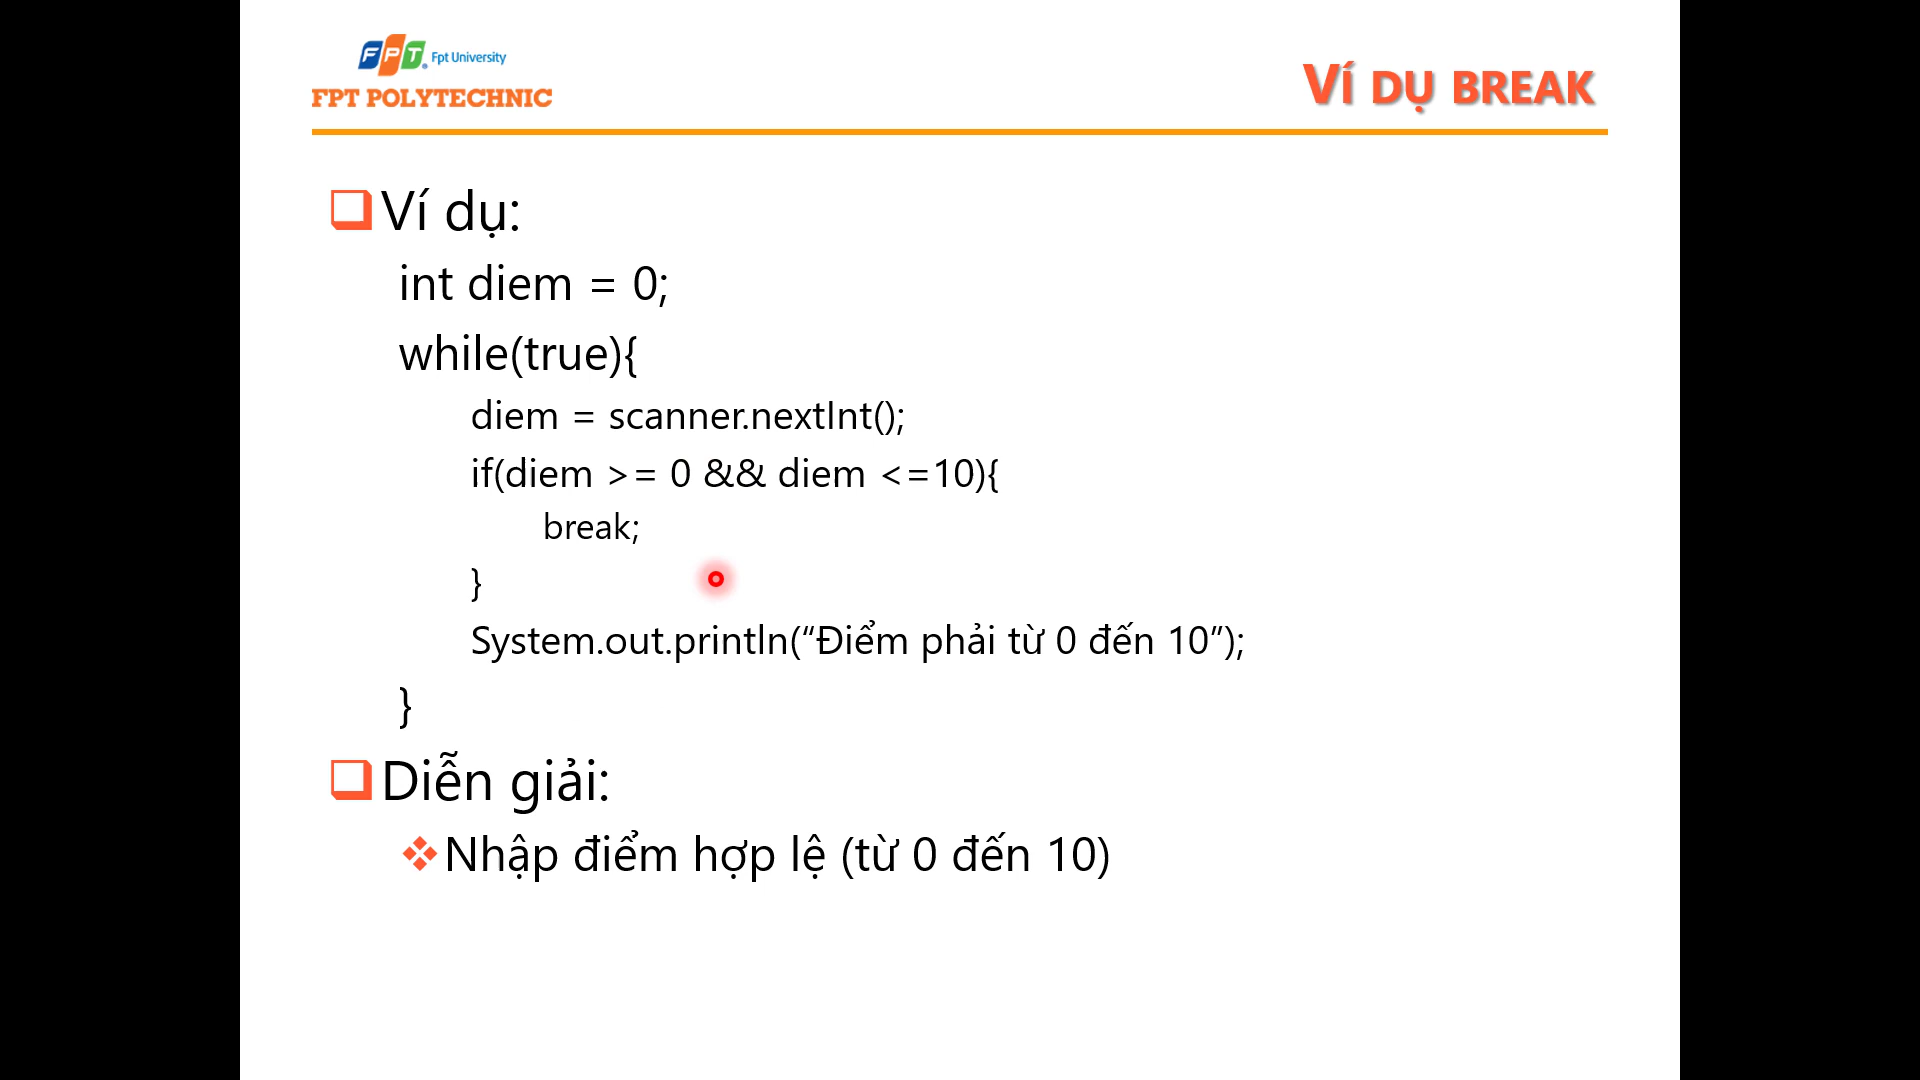 FPT. Fpt University
FPT POLYTECHNIC
VÍ DỤ BREAK
Ví dụ:
int diem = 0;
while(true){
diem = scanner.nextInt();
if(diem >= 0 && diem <=10){
break;
}
System.out.println(“Điểm phải từ 0 đến 10”);
}
Diễn giải:
Nhập điểm hợp lệ (từ 0 đến 10)